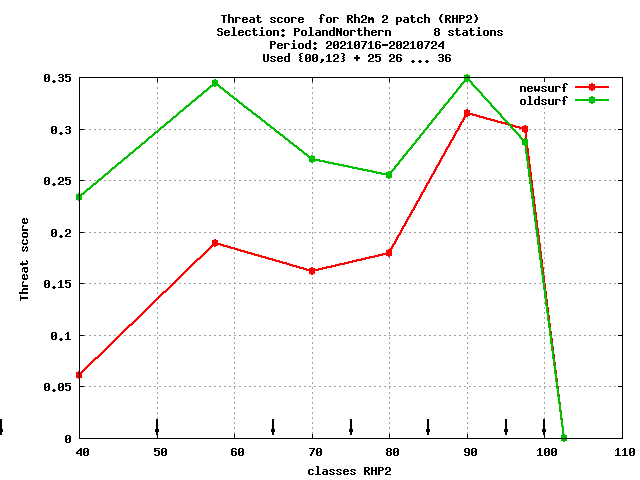 Threat score  for Rh2m 2 patch (RHP2)
Selection: PolandNorthern      8 stations
Period: 20210716-20210724
Used {00,12} + 25 26 ... 36
newsurf
oldsurf
0.35
0.3
0.25
0.2
0.15
0.1
0.05
0
Threat score
40 50 60 70 80 90 100 110
classes RHP2